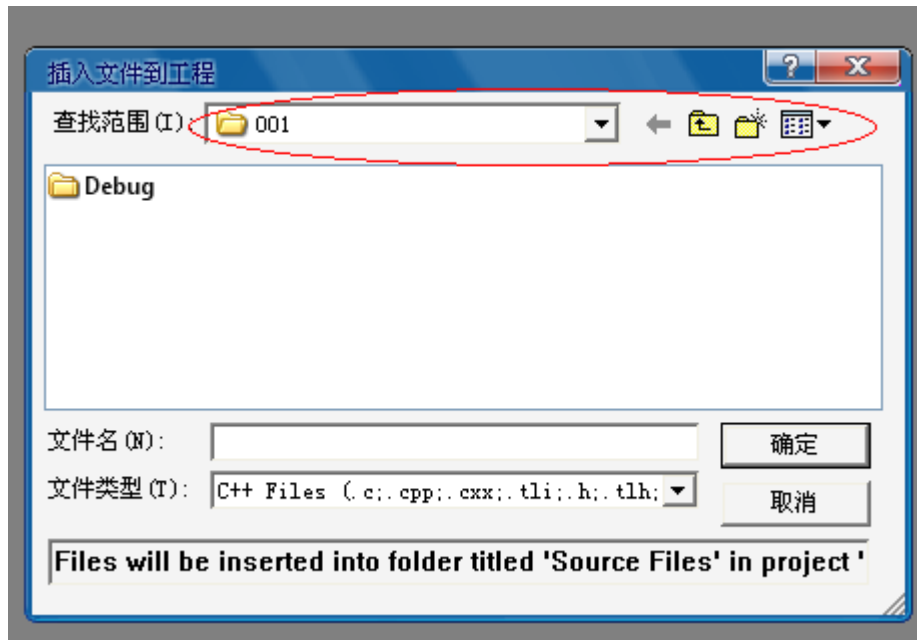 插入文件到工程
查找范围(I): 001
Debug
文件名(N):
确定
文件类型(T): C++ Files (.c;.cpp;.cxx;.tli;.h;.tlh;
取消
Files will be inserted into folder titled 'Source Files' in project '